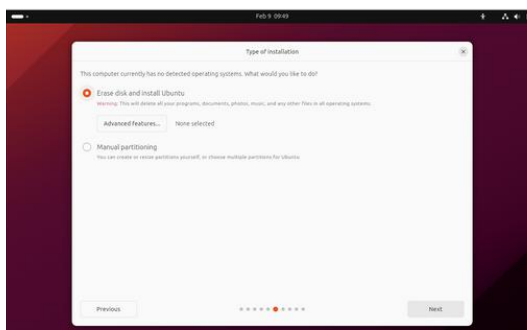 Feb 9 09:49
Type of installation
This computer currently has no detected operating systems. What would you like to do?
Erase disk and install Ubuntu
Warning: This will delete all your programs, documents, photos, music, and any other files in all operating systems.
Advanced features... None selected
Manual partitioning
You can create or resize partitions yourself, or choose multiple partitions for Ubuntu
Previous Next